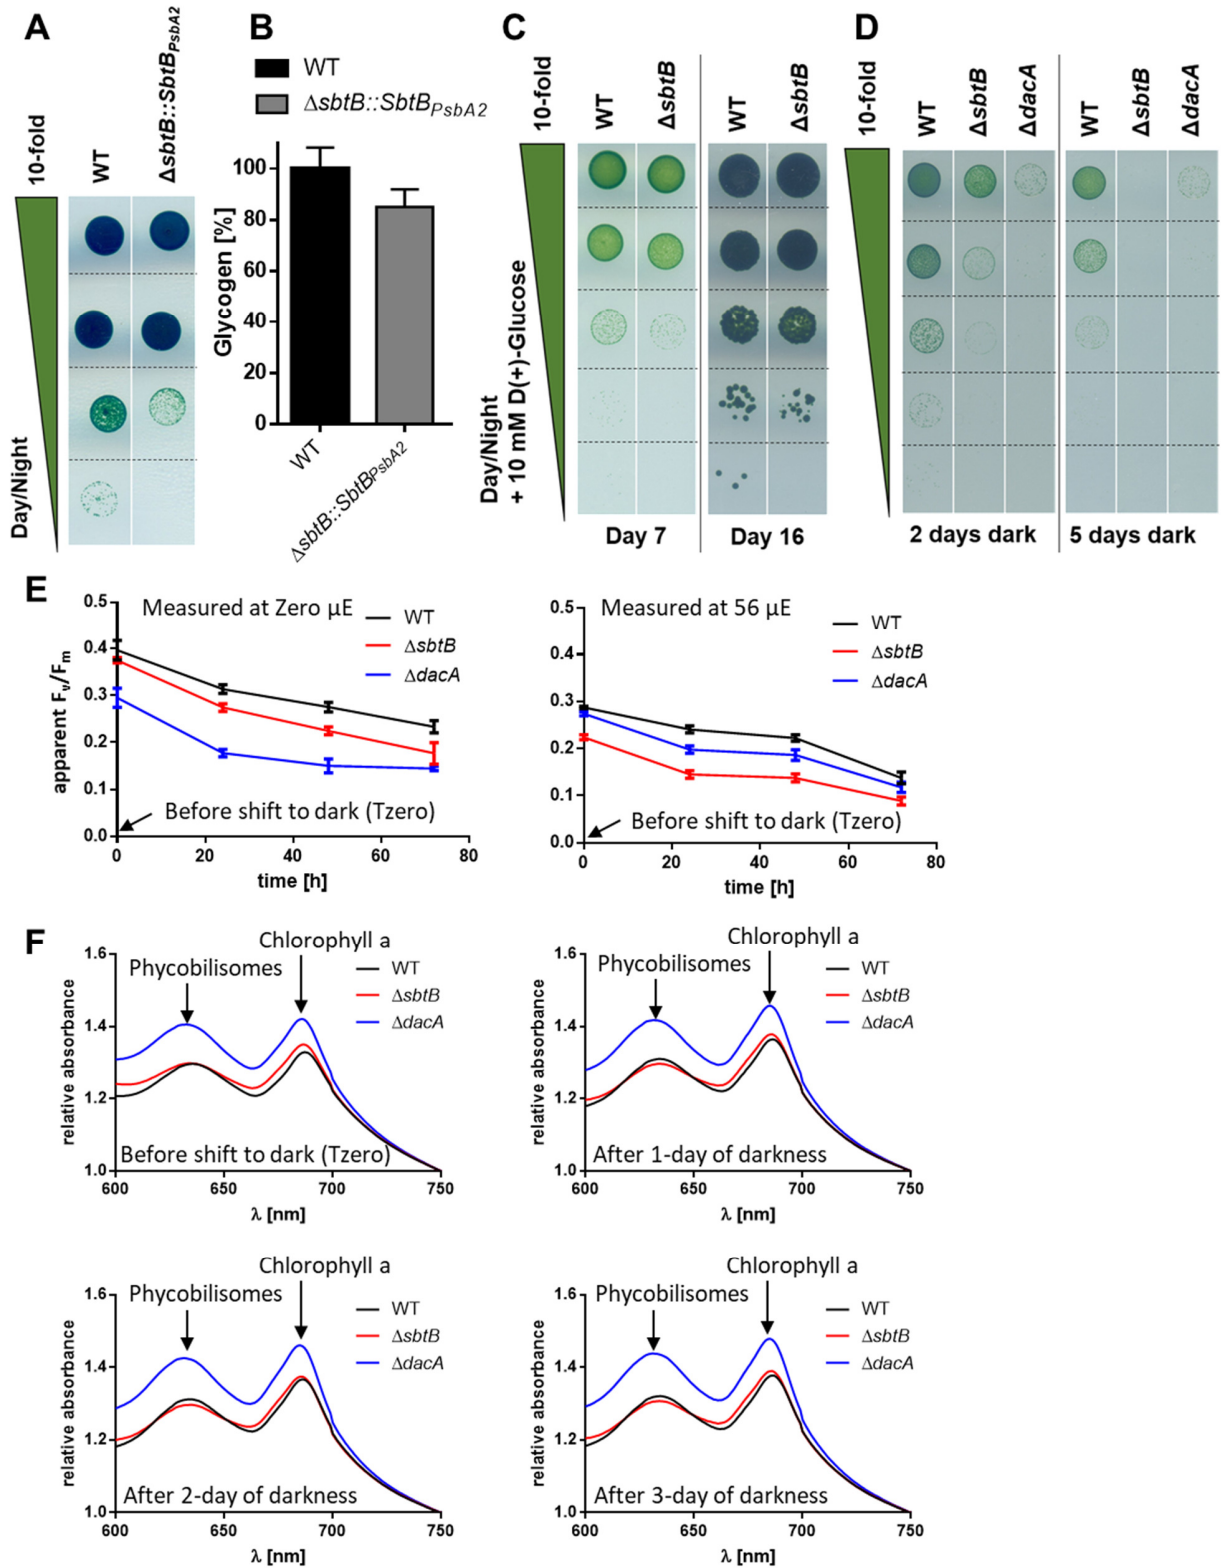 A
10-fold
WT
ΔsbtB::SbtBPsbA2
Day/Night
B
WT
ΔsbtB::SbtBPsbA2
Glycogen [%]
100
80
60
40
20
0
WT
ΔsbtB::SbtBPsbA2
C
10-fold
WT
ΔsbtB
WT
ΔsbtB
Day/Night
+ 10 mM D(+)-Glucose
Day 7
Day 16
D
10-fold
WT
ΔsbtB
ΔdacA
WT
ΔsbtB
ΔdacA
2 days dark
5 days dark
E
Measured at Zero µE
WT
ΔsbtB
ΔdacA
apparent Fv/Fm
0.5
0.4
0.3
0.2
0.1
0.0
Before shift to dark (Tzero)
0 20 40 60 80
time [h]
Measured at 56 µE
WT
ΔsbtB
ΔdacA
0.5
0.4
0.3
0.2
0.1
0.0
Before shift to dark (Tzero)
0 20 40 60 80
time [h]
F
Chlorophyll a
Phycobilisomes
WT
ΔsbtB
ΔdacA
relative absorbance
1.6
1.4
1.2
1.0
Before shift to dark (Tzero)
600 650 700 750
λ [nm]
Chlorophyll a
Phycobilisomes
WT
ΔsbtB
ΔdacA
relative absorbance
1.6
1.4
1.2
1.0
After 1-day of darkness
600 650 700 750
λ [nm]
Chlorophyll a
Phycobilisomes
WT
ΔsbtB
ΔdacA
relative absorbance
1.6
1.4
1.2
1.0
After 2-day of darkness
600 650 700 750
λ [nm]
Chlorophyll a
Phycobilisomes
WT
ΔsbtB
ΔdacA
relative absorbance
1.6
1.4
1.2
1.0
After 3-day of darkness
600 650 700 750
λ [nm]